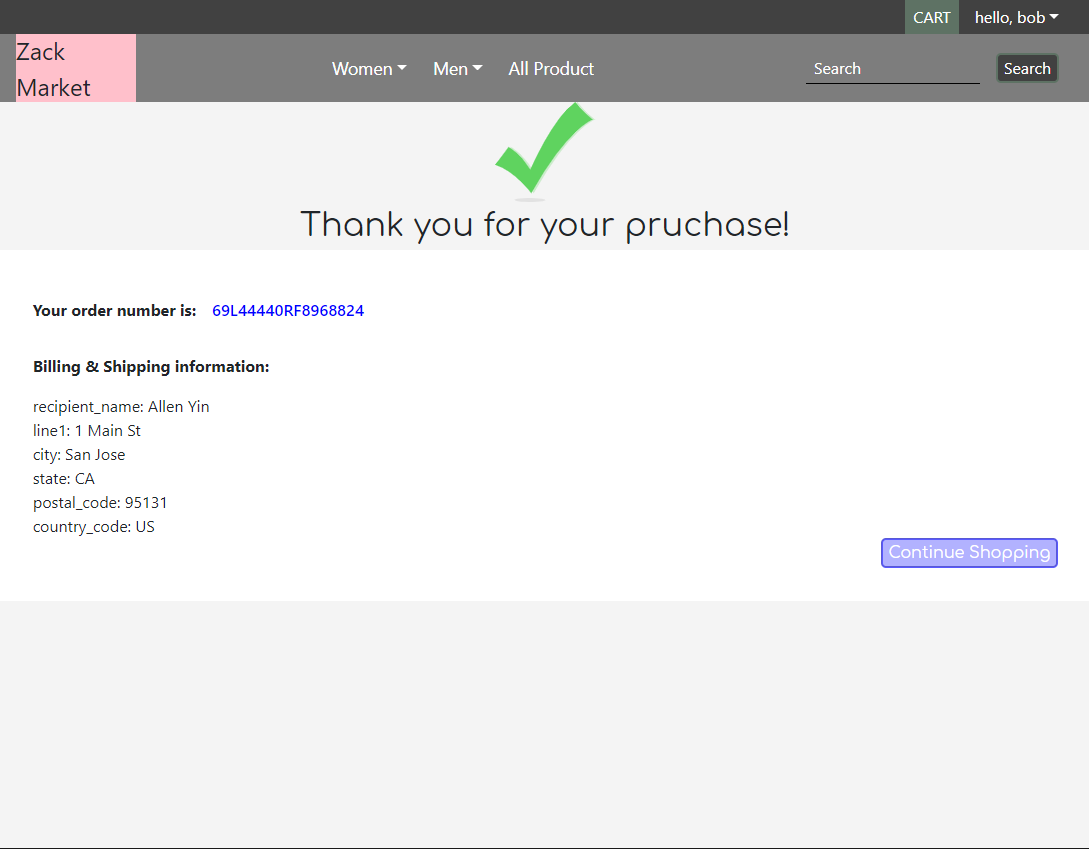 CART hello, bob
Zack
Market
Women Men All Product Search Search
Thank you for your pruchase!
Your order number is: 69L44440RF8968824
Billing & Shipping information:
recipient_name: Allen Yin
line1: 1 Main St
city: San Jose
state: CA
postal_code: 95131
country_code: US
Continue Shopping